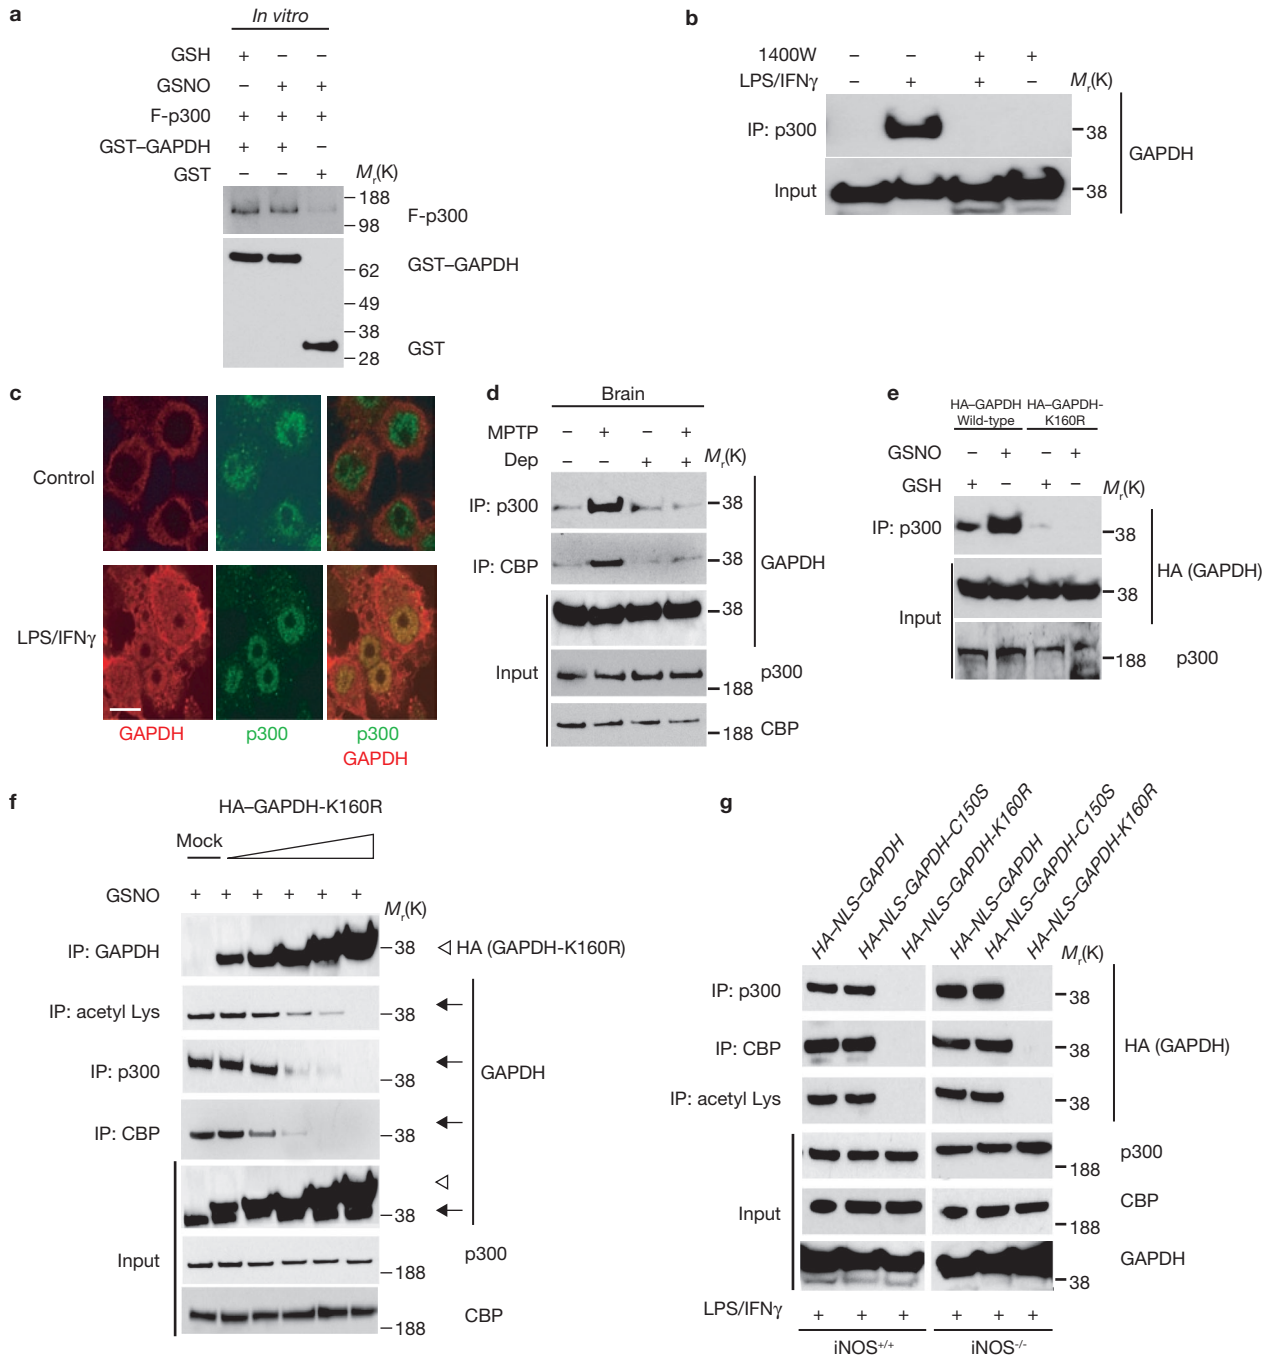 a
In vitro
GSH + – –
GSNO – + +
F-p300 + + +
GST–GAPDH + + –
GST – – + Mr(K)
188
98
F-p300
62
49
38
28
GST–GAPDH
GST
b
1400W – – + +
LPS/IFNγ – + + – Mr(K)
IP: p300
38
Input
38
GAPDH
c
Control
LPS/IFNγ
GAPDH
p300
p300
GAPDH
d
Brain
MPTP – + – +
Dep – – + + Mr(K)
IP: p300
38
IP: CBP
38
GAPDH
38
Input
188
p300
188
CBP
e
HA–GAPDH
Wild-type
HA–GAPDH-
K160R
GSNO – + – +
GSH + – + – Mr(K)
IP: p300
38
HA (GAPDH)
38
Input
188
p300
f
HA–GAPDH-K160R
Mock
GSNO + + + + + +
Mr(K)
IP: GAPDH
38
HA (GAPDH-K160R)
IP: acetyl Lys
38
IP: p300
38
GAPDH
IP: CBP
38
38
Input
188
p300
188
CBP
g
HA–NLS–GAPDH
HA–NLS–GAPDH–C150S
HA–NLS–GAPDH-K160R
HA–NLS–GAPDH
HA–NLS–GAPDH-C150S
HA–NLS–GAPDH-K160R
Mr(K)
IP: p300
38
IP: CBP
38
HA (GAPDH)
IP: acetyl Lys
38
188
p300
Input
188
CBP
38
GAPDH
LPS/IFNγ + + + + + +
iNOS+/+
iNOS-/-